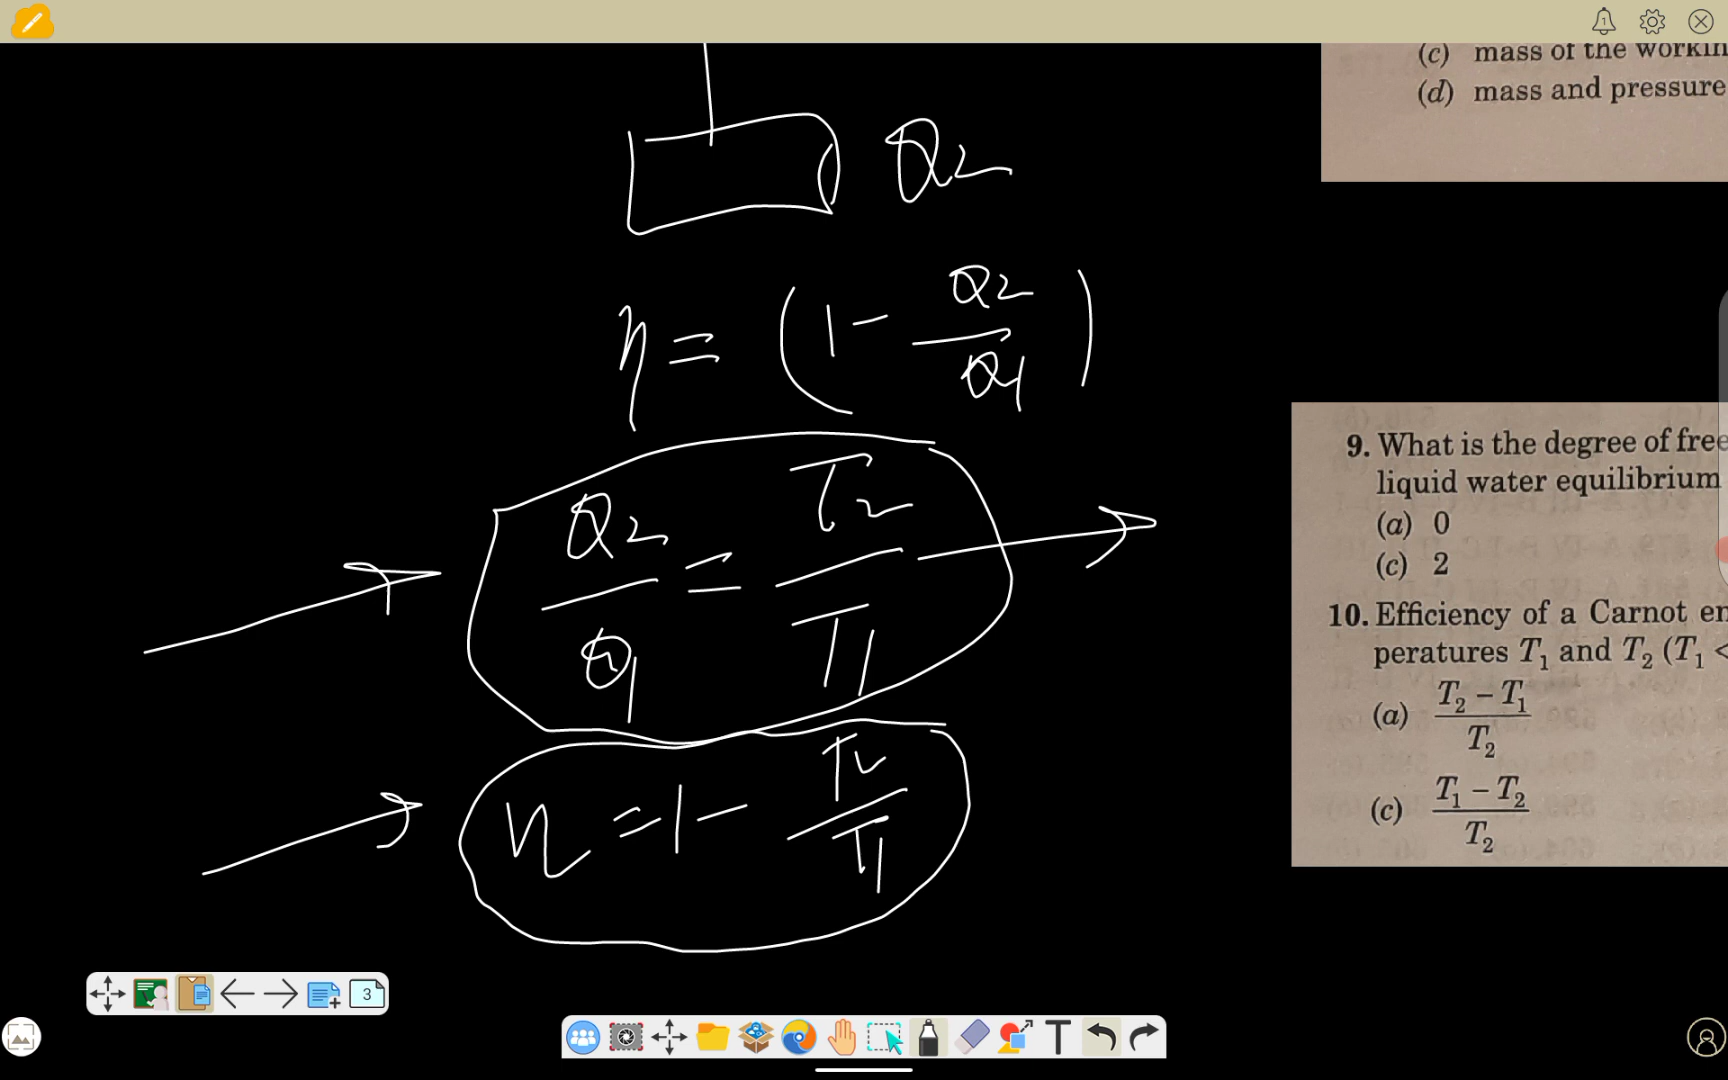 (c) mass of the workin
(d) mass and pressure
Q2
η = (1 - Q2/Q1)
Q2/Q1 = T2/T1
η = 1 - T2/T1
9. What is the degree of free
liquid water equilibrium
(a) 0
(c) 2
10. Efficiency of a Carnot en
peratures T₁ and T₂ (T₁ <
(a) T₂ - T₁ / T₂
(c) T₁ - T₂ / T₂
3
T